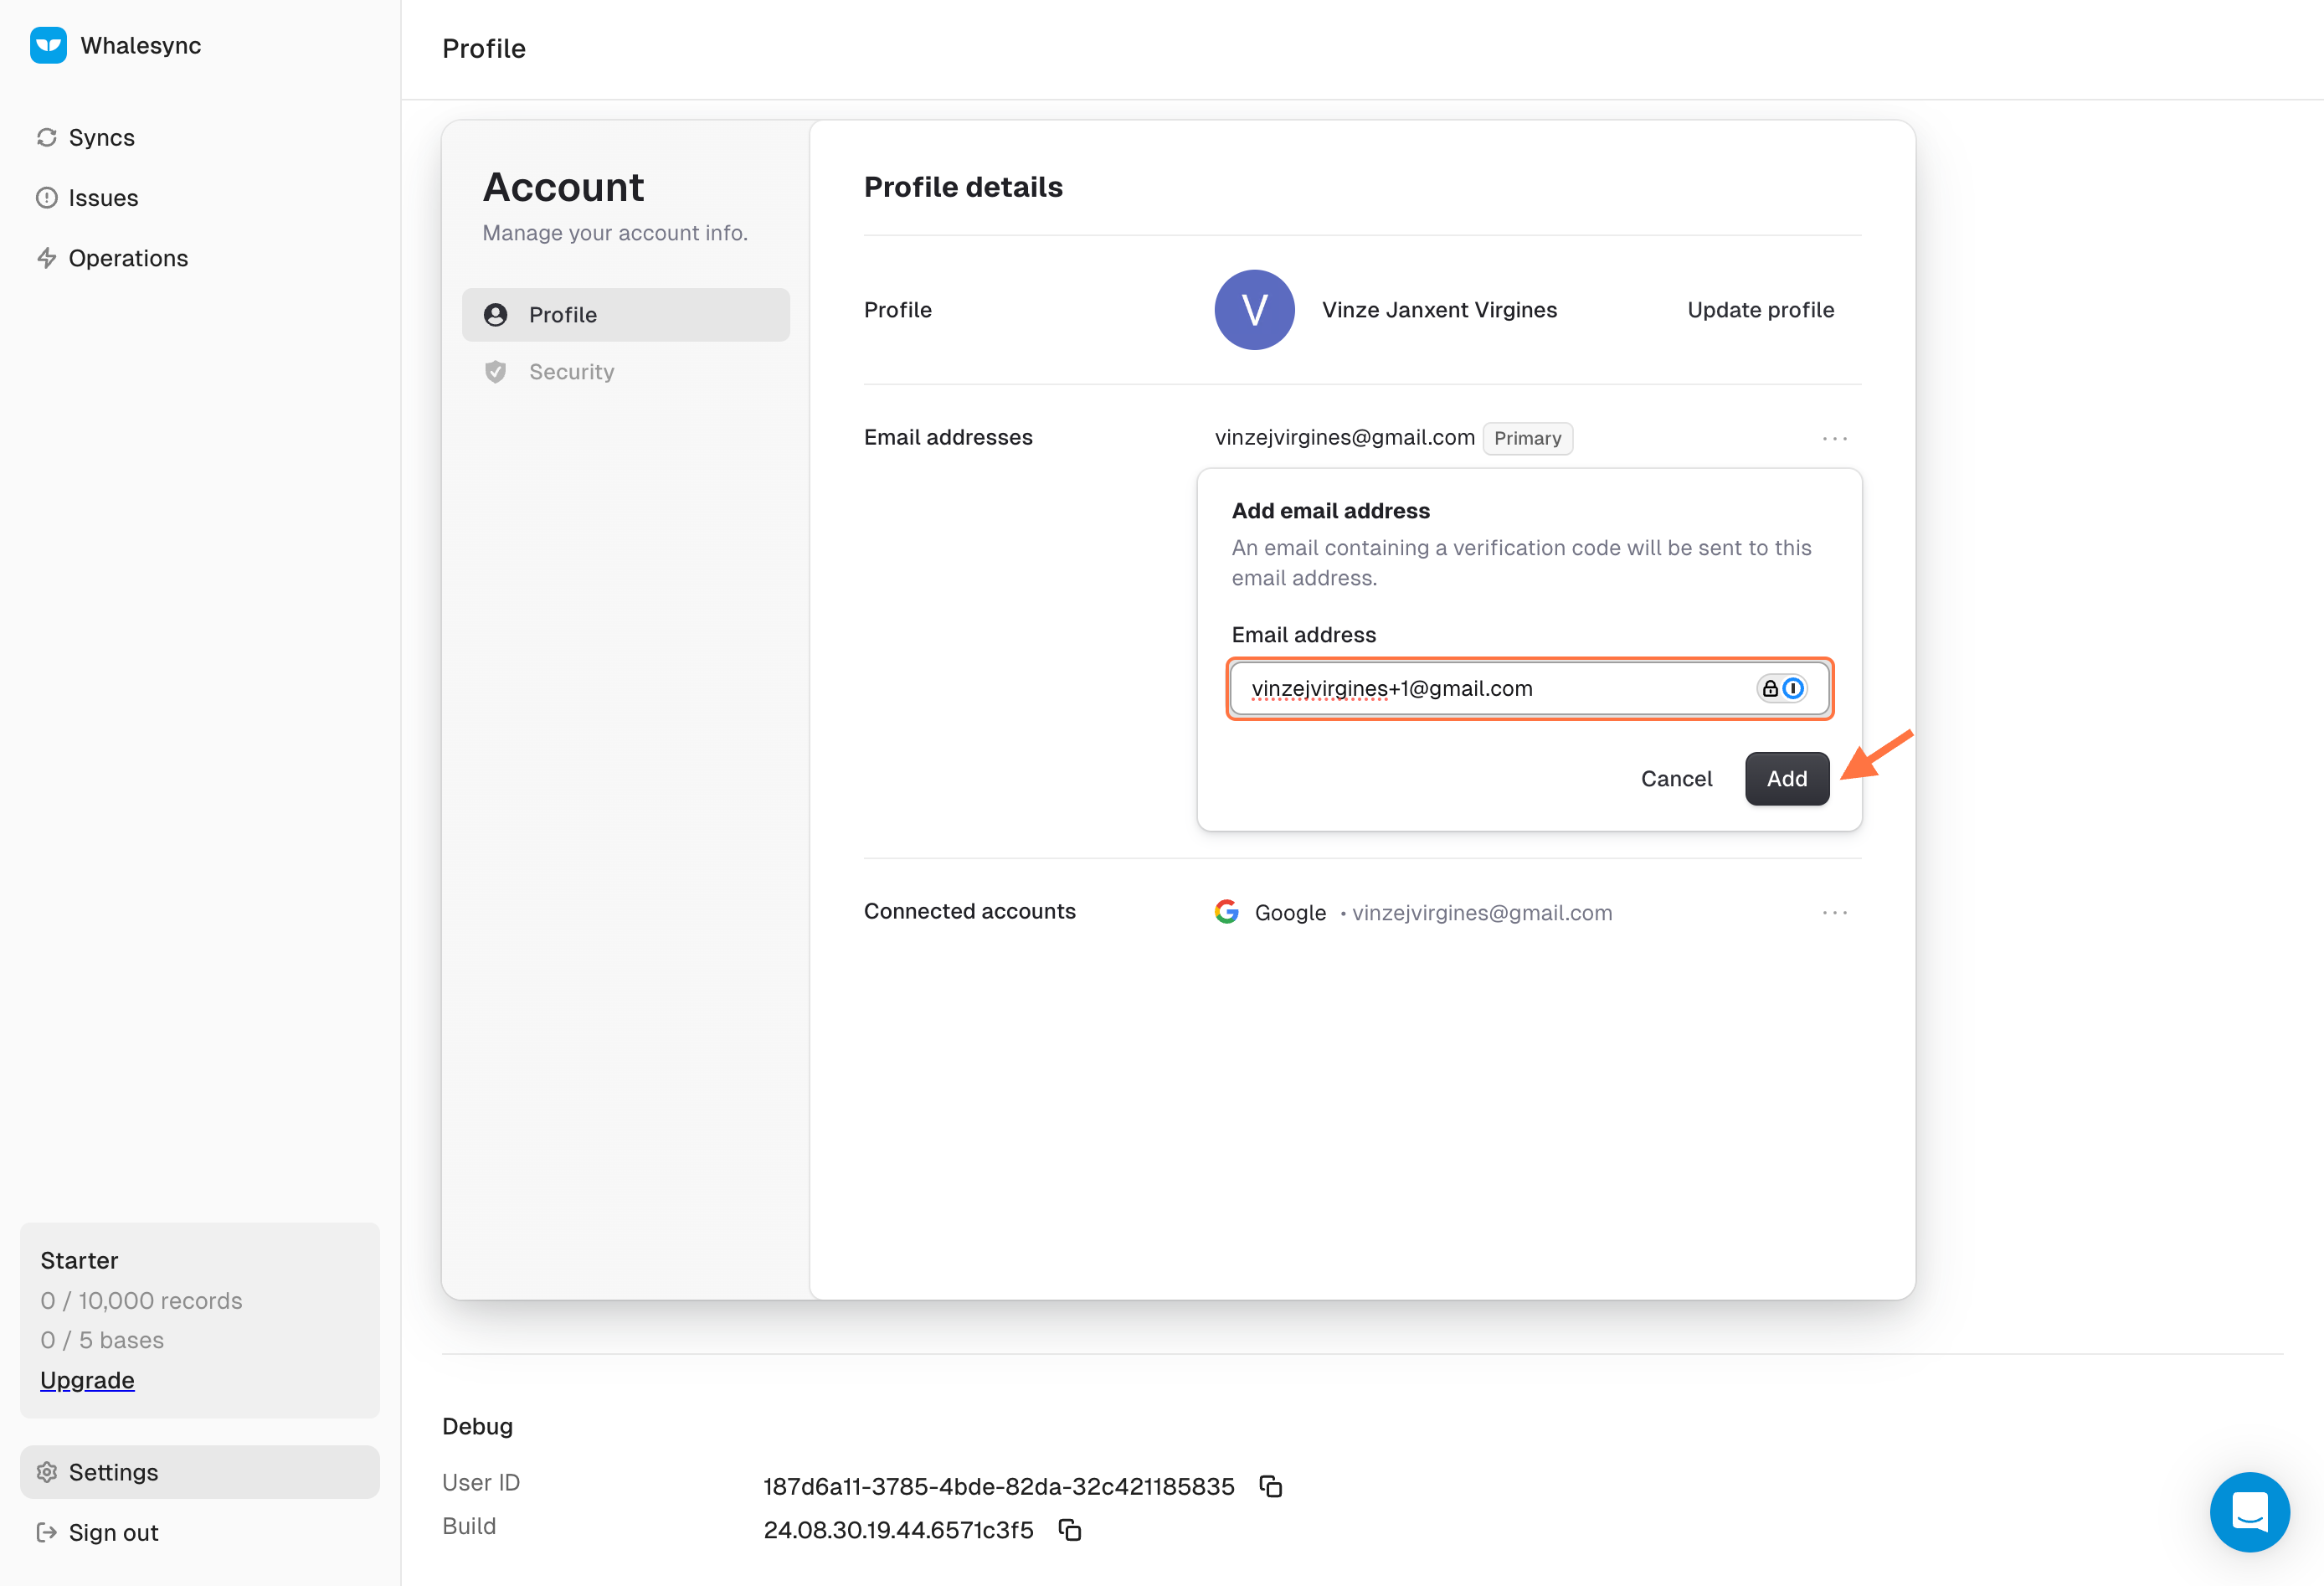 Whalesync
Syncs
Issues
Operations
Starter
0 / 10,000 records
0 / 5 bases
Upgrade
Settings
Sign out
Profile
Account
Manage your account info.
Profile
Security
Profile details
Profile
V
Vinze Janxent Virgines
Update profile
Email addresses
vinzejvirgines@gmail.com Primary
Add email address
An email containing a verification code will be sent to this
email address.
Email address
vinzejvirgines+1@gmail.com
Cancel
Add
Connected accounts
Google • vinzejvirgines@gmail.com
Debug
User ID
187d6a11-3785-4bde-82da-32c421185835
Build
24.08.30.19.44.6571c3f5